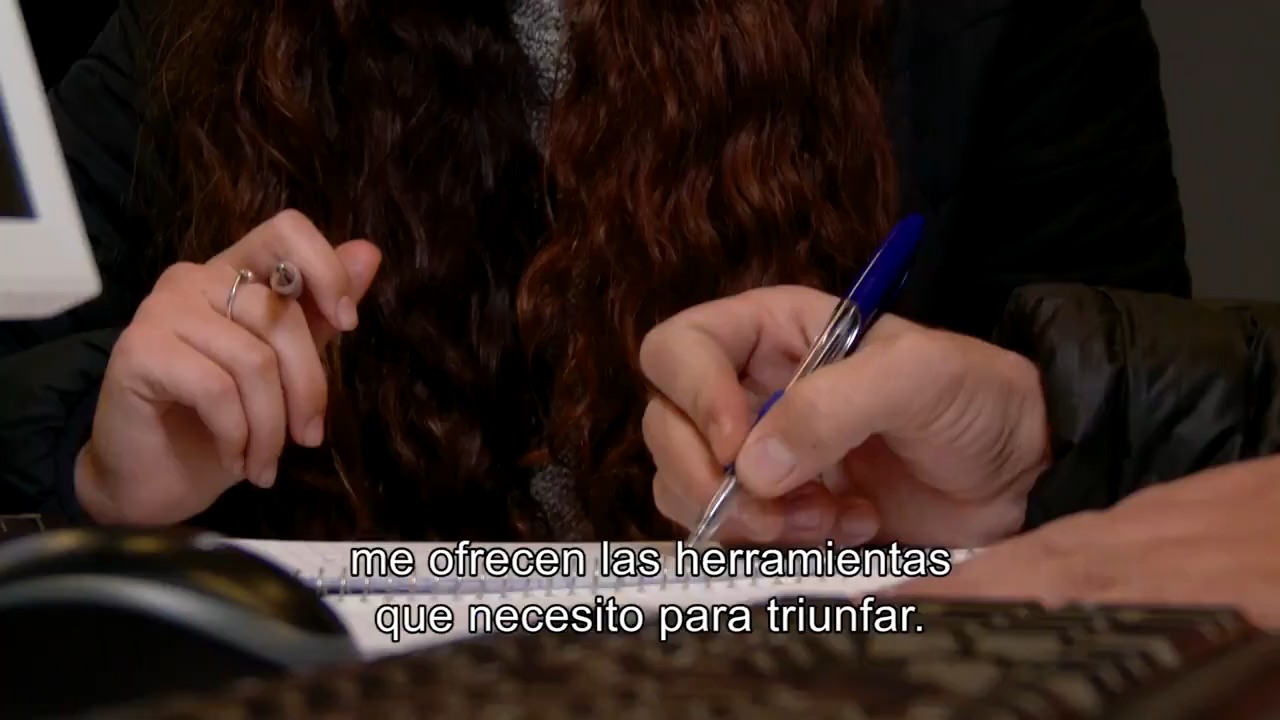 me ofrecen las herramientas
que necesito para triunfar.